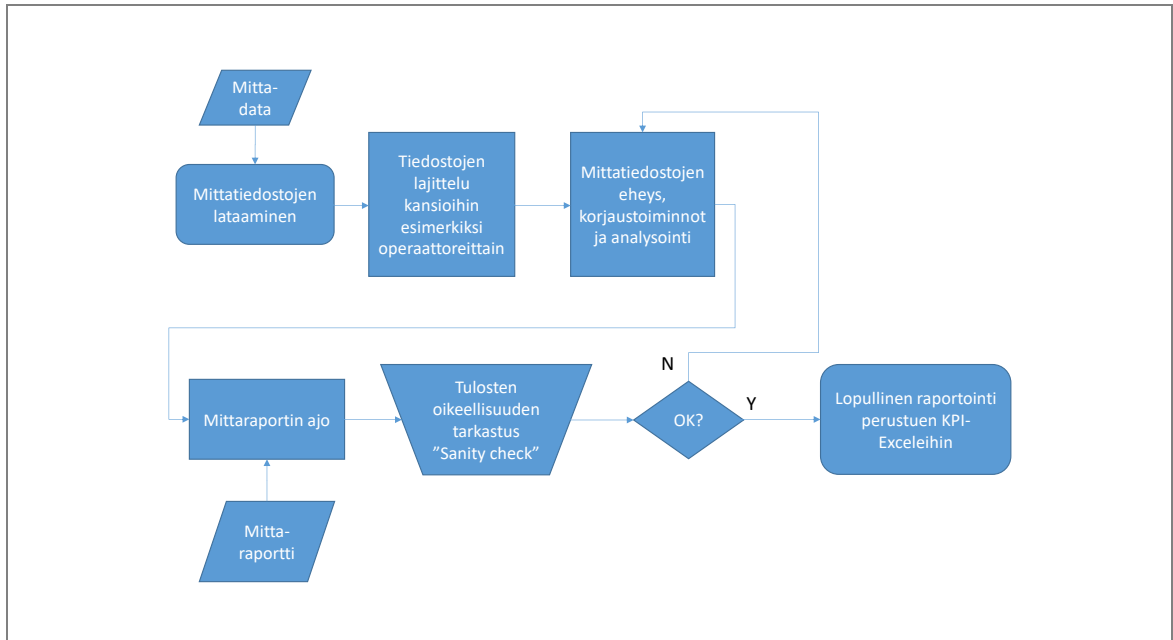 Mitta-
data
Mittatiedostojen
lataaminen
Tiedostojen
lajittelu
kansioihin
esimerkiksi
operaattoreittain
Mittatiedostojen
eheys,
korjaustoiminnot
ja analysointi
Mittaraportin ajo
Mitta-
raportti
Tulosten
oikeellisuuden
tarkastus
”Sanity check”
OK?
N
Y
Lopullinen raportointi
perustuen KPI-
Exceleihin